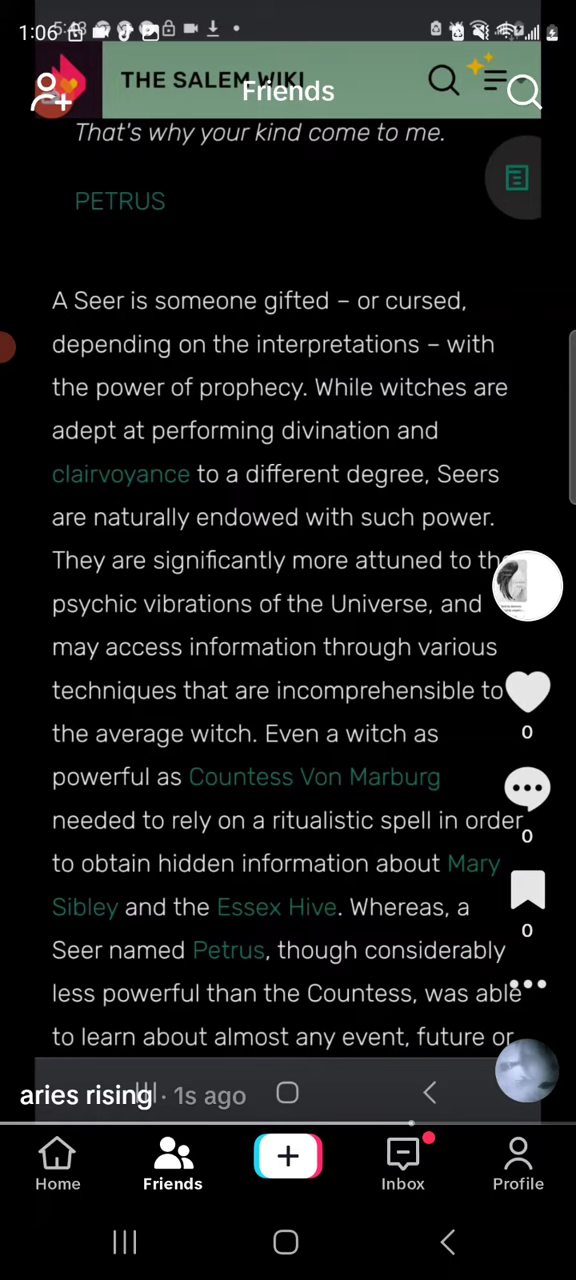 1:06
THE SALEM WIKI
Friends
That's why your kind come to me.
PETRUS
A Seer is someone gifted – or cursed,
depending on the interpretations – with
the power of prophecy. While witches are
adept at performing divination and
clairvoyance to a different degree, Seers
are naturally endowed with such power.
They are significantly more attuned to the
psychic vibrations of the Universe, and
may access information through various
techniques that are incomprehensible to
the average witch. Even a witch as
powerful as Countess Von Marburg
needed to rely on a ritualistic spell in order
to obtain hidden information about Mary
Sibley and the Essex Hive. Whereas, a
Seer named Petrus, though considerably
less powerful than the Countess, was able
to learn about almost any event, future or
0
0
0
aries rising · 1s ago
Home
Friends
Inbox
Profile